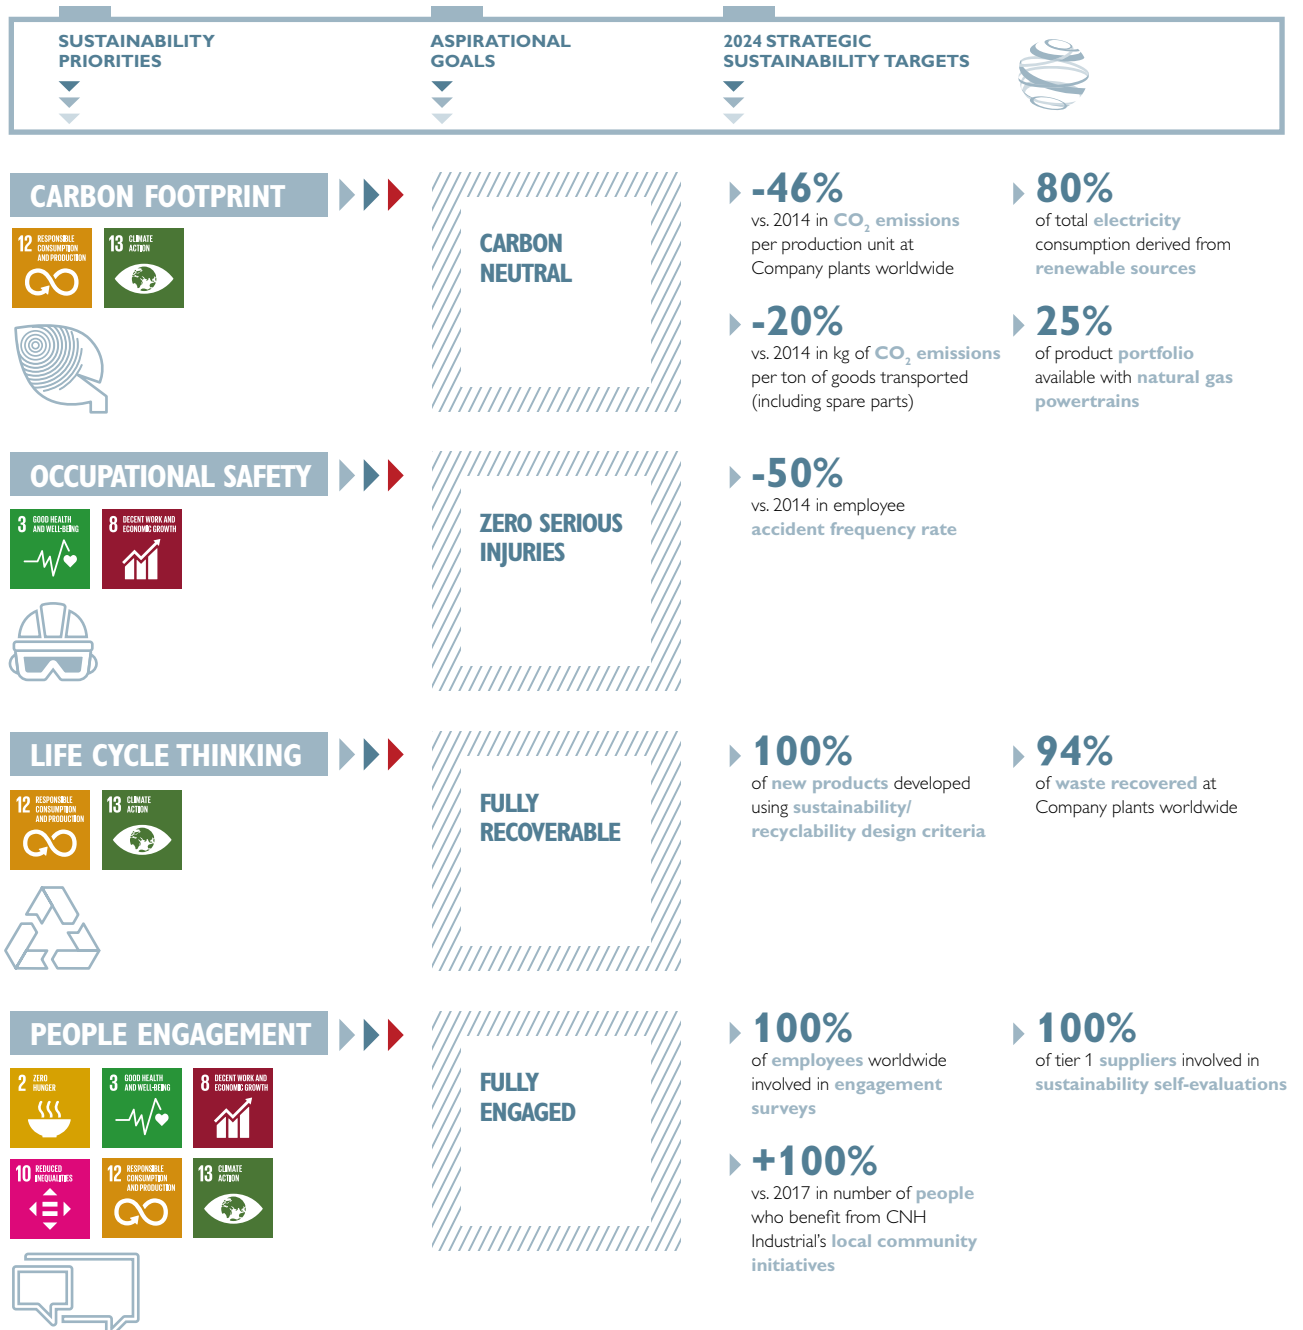 SUSTAINABILITY
PRIORITIES
ASPIRATIONAL
GOALS
2024 STRATEGIC
SUSTAINABILITY TARGETS
CARBON FOOTPRINT
12 RESPONSIBLE
CONSUMPTION
AND PRODUCTION
13 CLIMATE
ACTION
CARBON
NEUTRAL
-46%
vs. 2014 in CO₂ emissions
per production unit at
Company plants worldwide
80%
of total electricity
consumption derived from
renewable sources
-20%
vs. 2014 in kg of CO₂ emissions
per ton of goods transported
(including spare parts)
25%
of product portfolio
available with natural gas
powertrains
OCCUPATIONAL SAFETY
3 GOOD HEALTH
AND WELL-BEING
8 DECENT WORK AND
ECONOMIC GROWTH
ZERO SERIOUS
INJURIES
-50%
vs. 2014 in employee
accident frequency rate
LIFE CYCLE THINKING
12 RESPONSIBLE
CONSUMPTION
AND PRODUCTION
13 CLIMATE
ACTION
FULLY
RECOVERABLE
100%
of new products developed
using sustainability/
recyclability design criteria
94%
of waste recovered at
Company plants worldwide
PEOPLE ENGAGEMENT
2 ZERO
HUNGER
3 GOOD HEALTH
AND WELL-BEING
8 DECENT WORK AND
ECONOMIC GROWTH
10 REDUCED
INEQUALITIES
12 RESPONSIBLE
CONSUMPTION
AND PRODUCTION
13 CLIMATE
ACTION
FULLY
ENGAGED
100%
of employees worldwide
involved in engagement
surveys
100%
of tier 1 suppliers involved in
sustainability self-evaluations
+100%
vs. 2017 in number of people
who benefit from CNH
Industrial's local community
initiatives